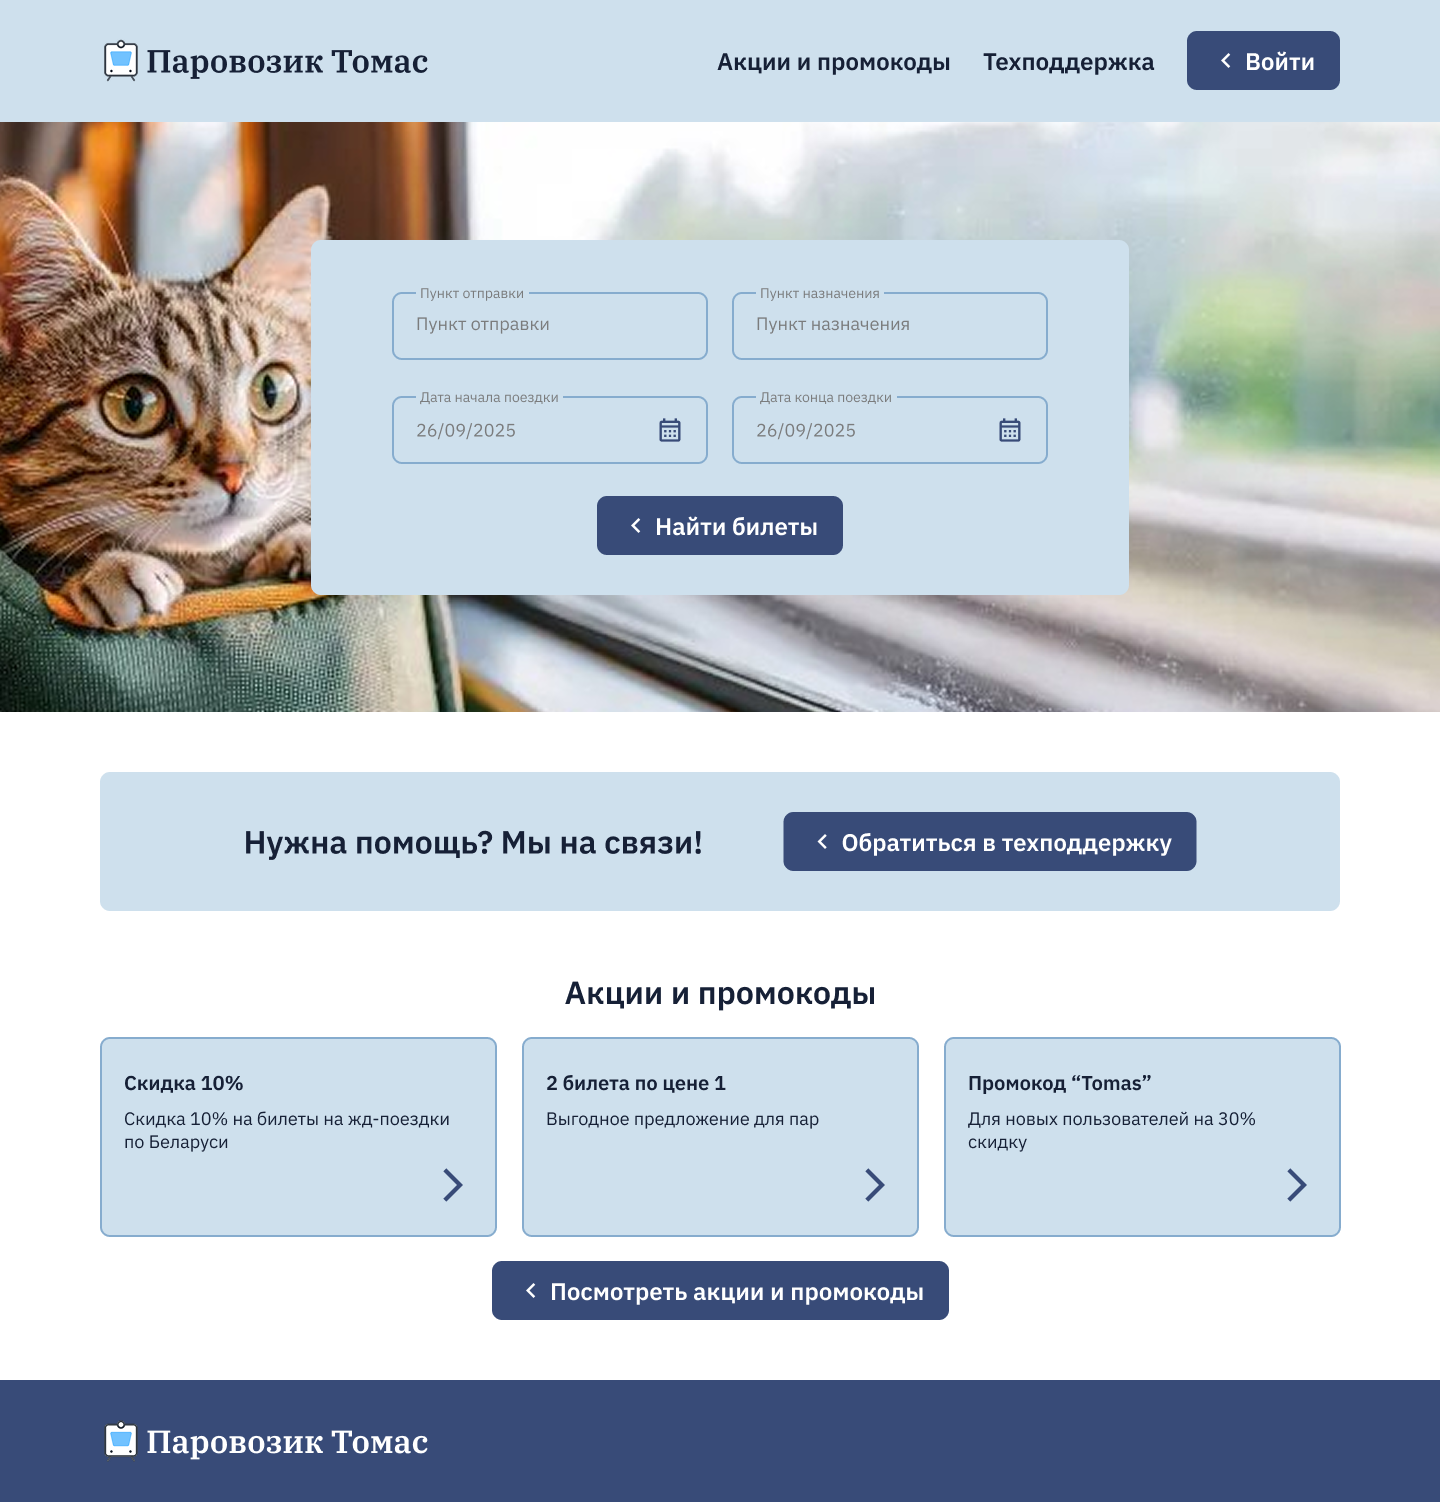 Паровозик Томас
Акции и промокоды
Техподдержка
Войти
Пункт отправки
Пункт назначения
Пункт отправки
Пункт назначения
Дата начала поездки
Дата конца поездки
26/09/2025
26/09/2025
Найти билеты
Нужна помощь? Мы на связи!
Обратиться в техподдержку
Акции и промокоды
Скидка 10%
Скидка 10% на билеты на жд-поездки
по Беларуси
2 билета по цене 1
Выгодное предложение для пар
Промокод “Tomas”
Для новых пользователей на 30%
скидку
Посмотреть акции и промокоды
Паровозик Томас